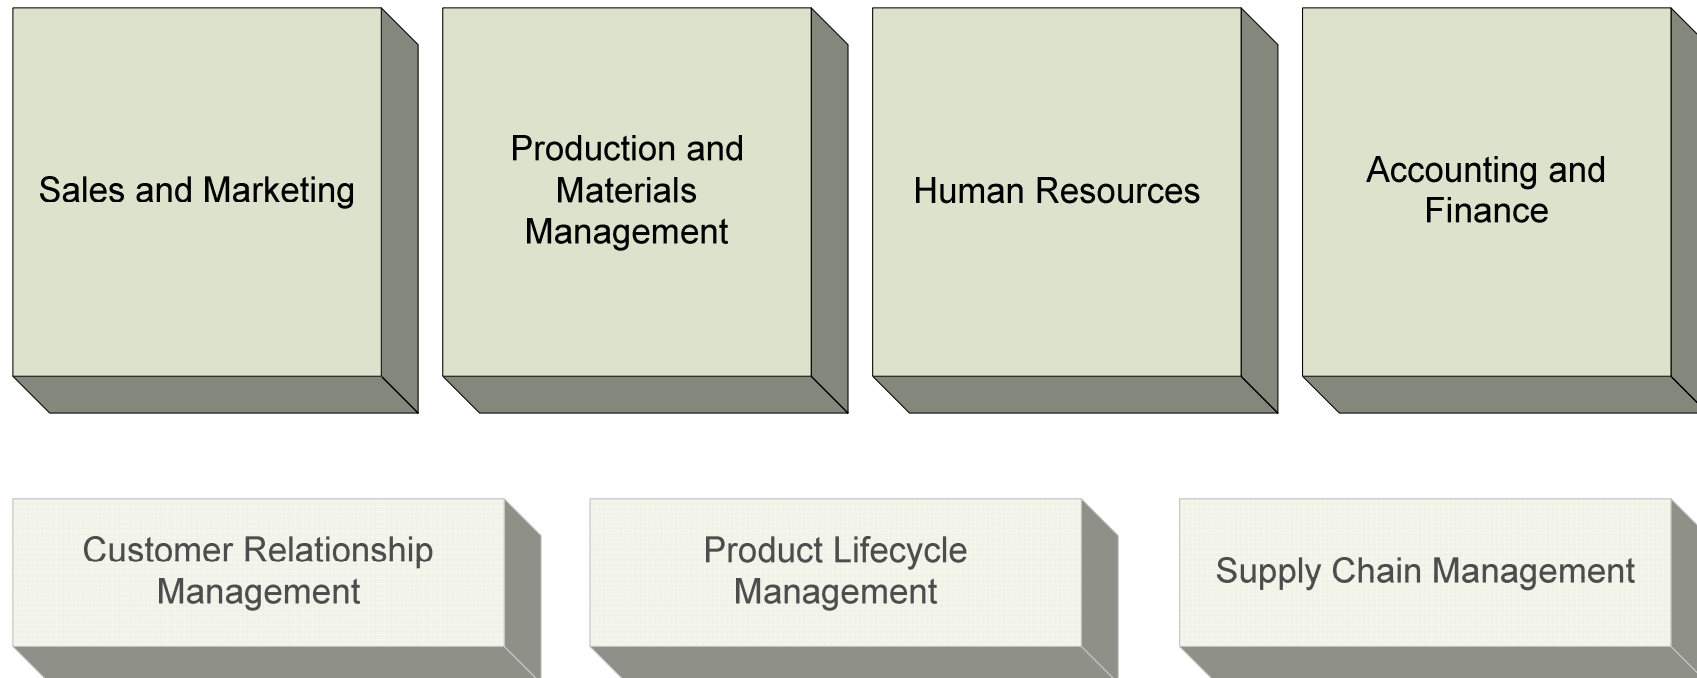 Sales and Marketing
Production and
Materials
Management
Human Resources
Accounting and
Finance
Customer Relationship
Management
Product Lifecycle
Management
Supply Chain Management